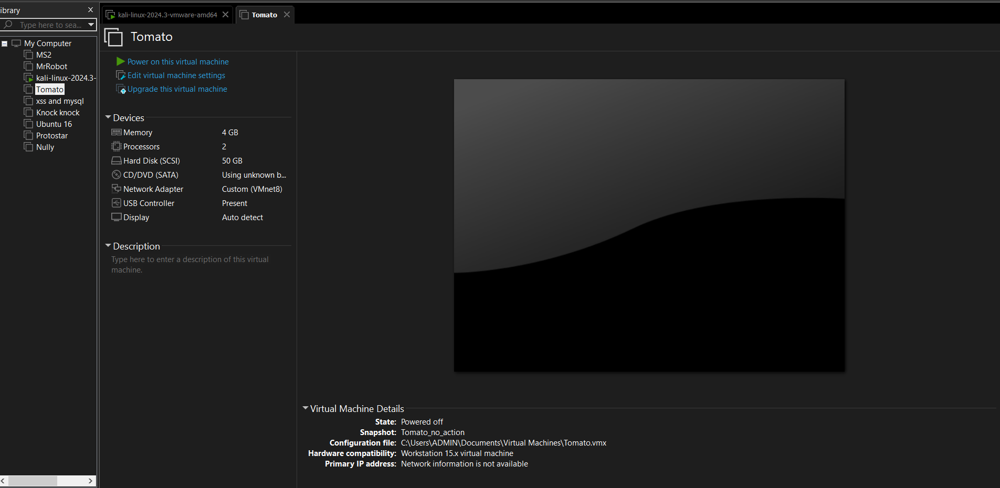 ibrary
Type here to sea...
My Computer
MS2
MrRobot
kali-linux-2024.3-
Tomato
xss and mysql
Knock knock
Ubuntu 16
Protostar
Nully
kali-linux-2024.3-vmware-amd64
Tomato
Tomato
Power on this virtual machine
Edit virtual machine settings
Upgrade this virtual machine
Devices
Memory 4 GB
Processors 2
Hard Disk (SCSI) 50 GB
CD/DVD (SATA) Using unknown b...
Network Adapter Custom (VMnet8)
USB Controller Present
Display Auto detect
Description
Type here to enter a description of this virtual
machine.
Virtual Machine Details
State: Powered off
Snapshot: Tomato_no_action
Configuration file: C:\Users\ADMIN\Documents\Virtual Machines\Tomato.vmx
Hardware compatibility: Workstation 15.x virtual machine
Primary IP address: Network information is not available